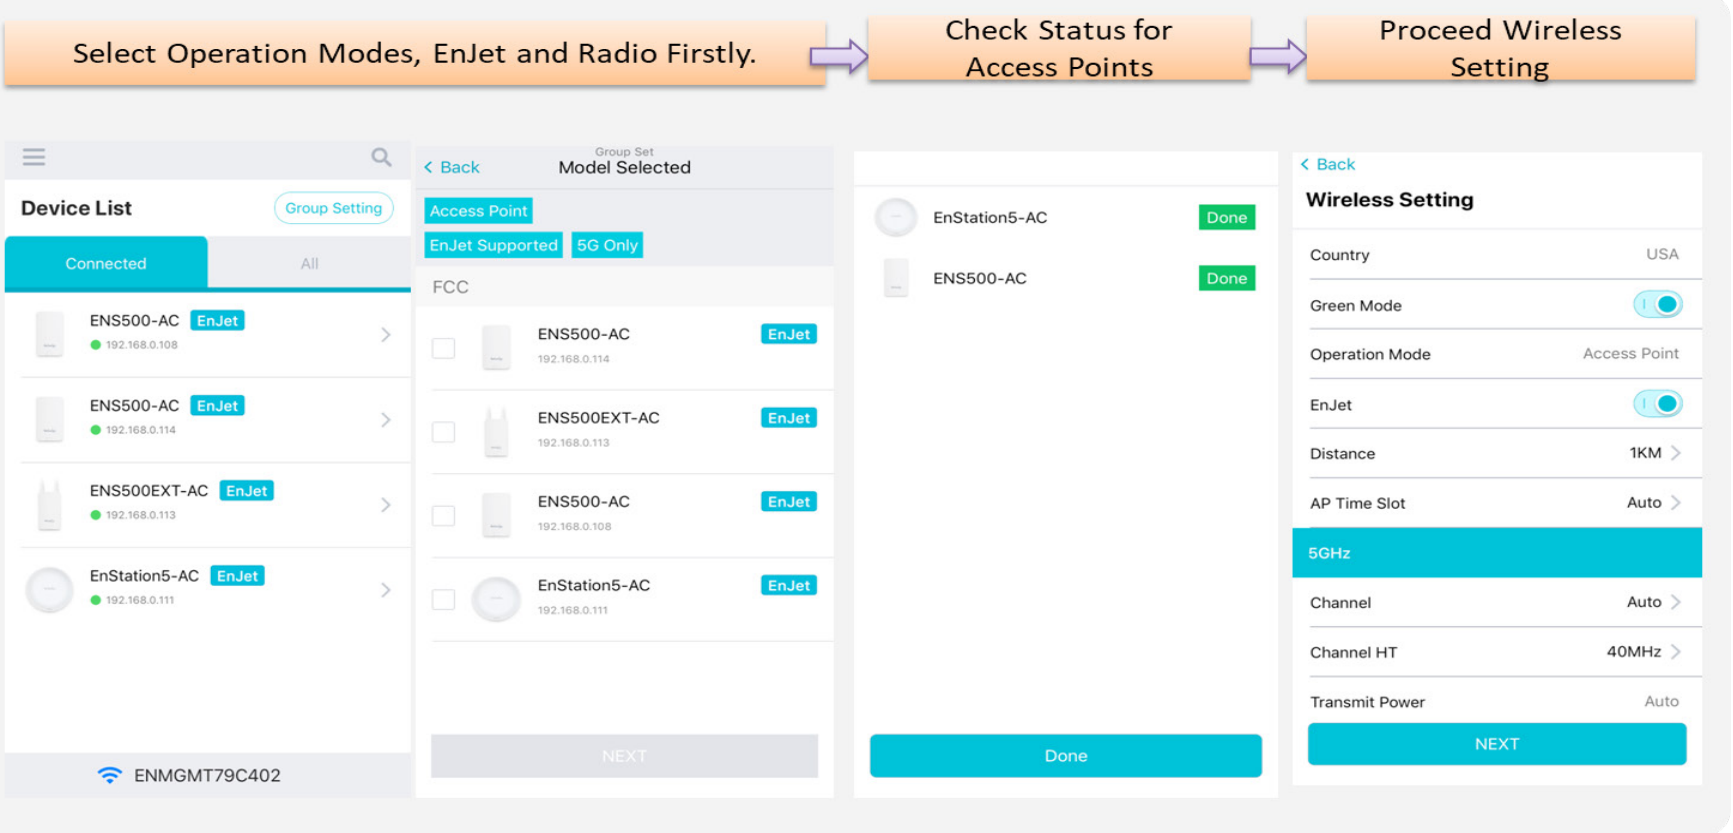 Select Operation Modes, EnJet and Radio Firstly.
Check Status for
Access Points
Proceed Wireless
Setting
Device List
Group Setting
Connected
All
ENS500-AC EnJet
192.168.0.108
ENS500-AC EnJet
192.168.0.114
ENS500EXT-AC EnJet
192.168.0.113
EnStation5-AC EnJet
192.168.0.111
ENMGMT79C402
Group Set
< Back
Model Selected
Access Point
EnJet Supported
5G Only
FCC
ENS500-AC
EnJet
192.168.0.114
ENS500EXT-AC
EnJet
192.168.0.113
ENS500-AC
EnJet
192.168.0.108
EnStation5-AC
EnJet
192.168.0.111
NEXT
EnStation5-AC
Done
ENS500-AC
Done
Done
< Back
Wireless Setting
Country
USA
Green Mode
Operation Mode
Access Point
EnJet
Distance
1KM >
AP Time Slot
Auto >
5GHz
Channel
Auto >
Channel HT
40MHz >
Transmit Power
Auto
NEXT